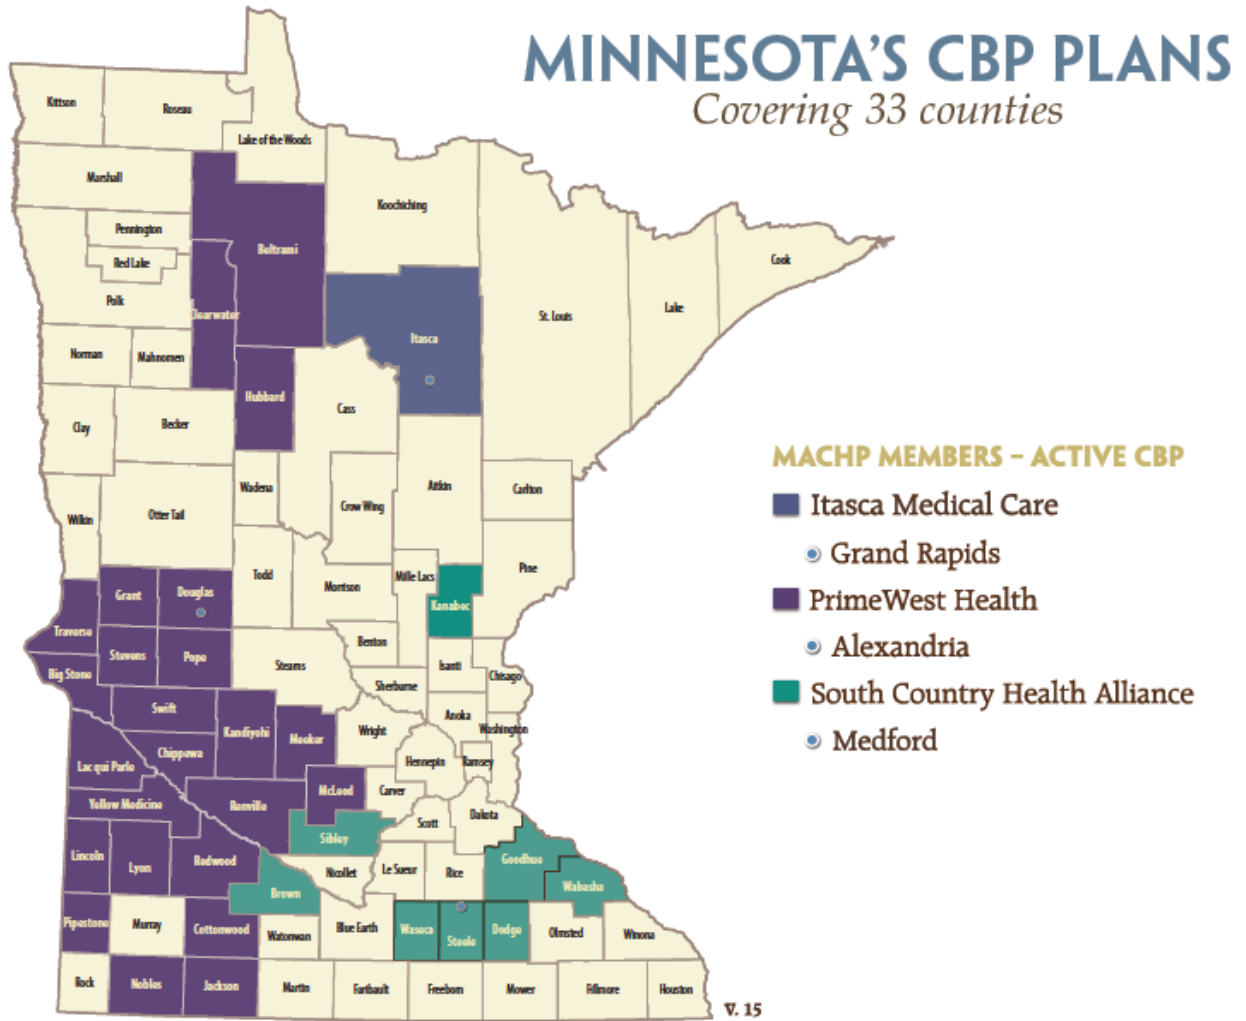 MINNESOTA'S CBP PLANS
Covering 33 counties
Kittson
Roseau
Lake of the Woods
Marshall
Koochiching
Pennington
Beltrami
Red Lake
Cook
Polk
Clearwater
St. Louis
Lake
Itasca
Norman
Mahnomen
Hubbard
Cass
Clay
Becker
MACHP MEMBERS – ACTIVE CBP
Itasca Medical Care
Grand Rapids
PrimeWest Health
Alexandria
South Country Health Alliance
Medford
Wadena
Aitkin
Carlton
Crow Wing
Wilkin
Otter Tail
Pine
Todd
Mille Lacs
Morrison
Grant
Douglas
Kanabec
Traverse
Benton
Stevens
Pope
Stearns
Isanti
Big Stone
Chisago
Sherburne
Swift
Anoka
Kandiyohi
Meeker
Wright
Washington
Chippewa
Hennepin
Ramsey
Lac qui Parle
McLeod
Carver
Yellow Medicine
Renville
Dakota
Scott
Sibley
Lincoln
Lyon
Redwood
Goodhue
Nicollet
Le Sueur
Rice
Wabasha
Brown
Pipestone
Murray
Cottonwood
Watonwan
Blue Earth
Waseca
Steele
Dodge
Olmsted
Winona
Rock
Nobles
Jackson
Martin
Faribault
Freeborn
Mower
Fillmore
Houston
V. 15